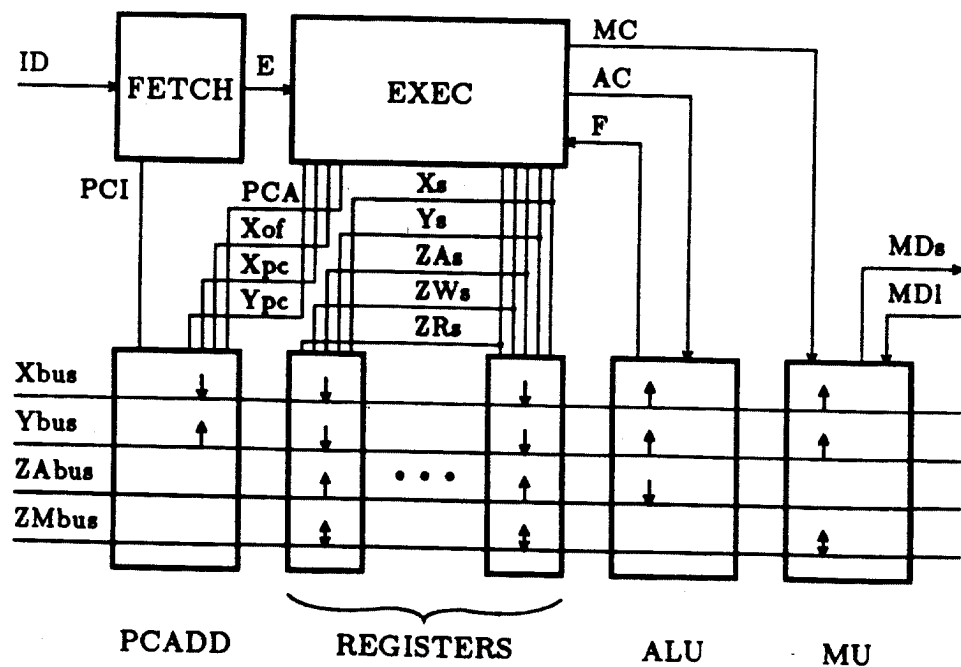 MC
ID
E
FETCH
EXEC
AC
F
PCI
PCA
Xs
Xof
Ys
Xpc
ZAs
Ypc
ZWs
ZRs
MDs
MDl
Xbus
Ybus
ZAbus
ZMbus
PCADD
REGISTERS
ALU
MU